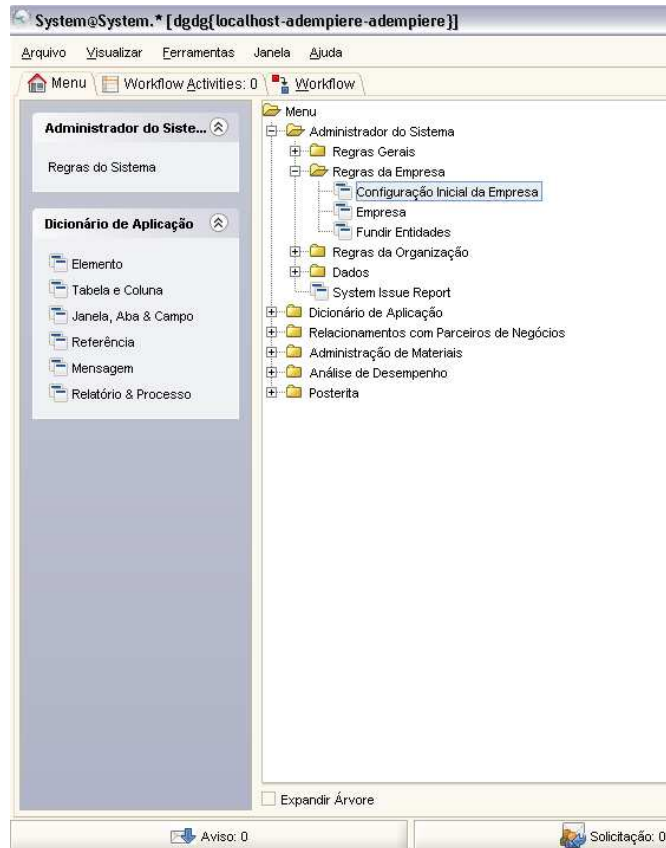 System@System.* [dgdg{localhost-adempiere-adempiere}]
Arquivo Visualizar Ferramentas Janela Ajuda
Menu Workflow Activities: 0 Workflow
Administrador do Siste...
Regras do Sistema
Dicionário de Aplicação
Elemento
Tabela e Coluna
Janela, Aba & Campo
Referência
Mensagem
Relatório & Processo
Menu
Administrador do Sistema
Regras Gerais
Regras da Empresa
Configuração Inicial da Empresa
Empresa
Fundir Entidades
Regras da Organização
Dados
System Issue Report
Dicionário de Aplicação
Relacionamentos com Parceiros de Negócios
Administração de Materiais
Análise de Desempenho
Posterita
Expandir Árvore
Aviso: 0 Solicitação: 0